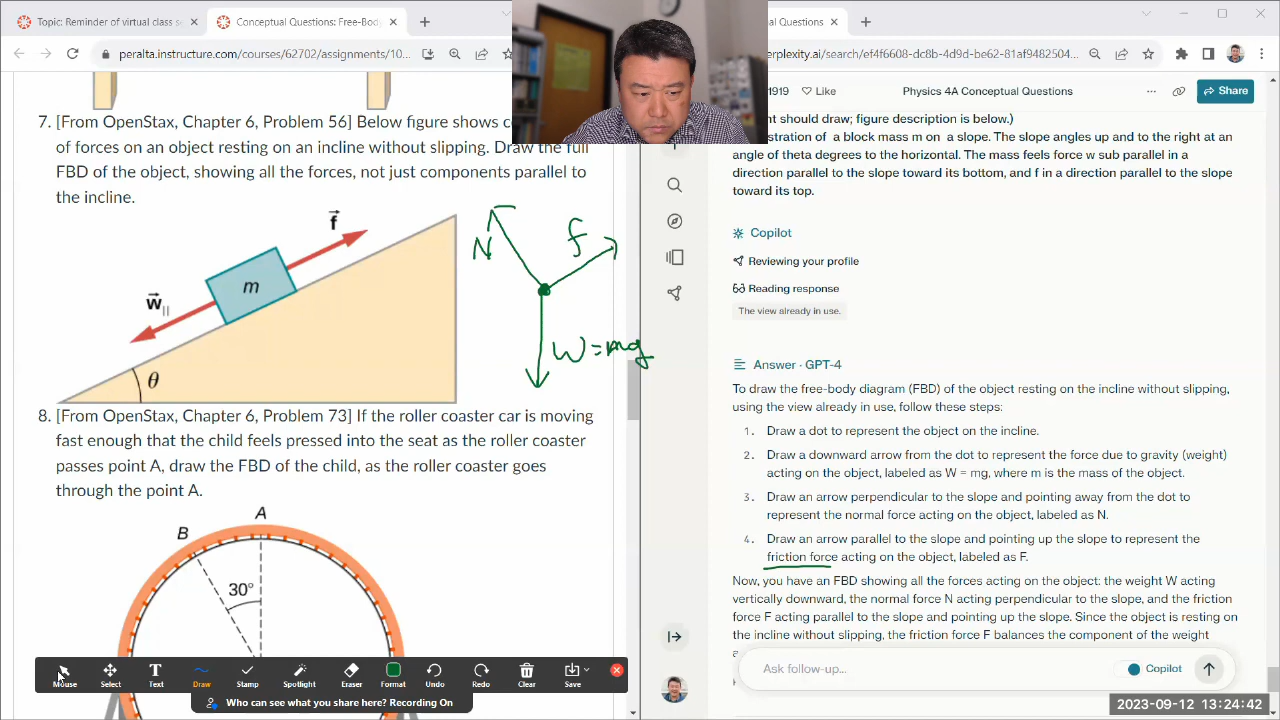 Topic: Reminder of virtual class s
Conceptual Questions: Free-Body
al Questions
peralta.instructure.com/courses/62702/assignments/10...
erplexity.ai/search/ef4f6608-dc8b-4d9d-be62-81af9482504...
1919
Like
Physics 4A Conceptual Questions
Share
7. [From OpenStax, Chapter 6, Problem 56] Below figure shows c
of forces on an object resting on an incline without slipping. Draw the full
FBD of the object, showing all the forces, not just components parallel to
the incline.
f
w||
m
θ
N
f
W=mg
8. [From OpenStax, Chapter 6, Problem 73] If the roller coaster car is moving
fast enough that the child feels pressed into the seat as the roller coaster
passes point A, draw the FBD of the child, as the roller coaster goes
through the point A.
A
B
30°
nt should draw; figure description is below.)
stration of a block mass m on a slope. The slope angles up and to the right at an
angle of theta degrees to the horizontal. The mass feels force w sub parallel in a
direction parallel to the slope toward its bottom, and f in a direction parallel to the slope
toward its top.
Copilot
Reviewing your profile
Reading response
The view already in use.
Answer · GPT-4
To draw the free-body diagram (FBD) of the object resting on the incline without slipping,
using the view already in use, follow these steps:
1. Draw a dot to represent the object on the incline.
2. Draw a downward arrow from the dot to represent the force due to gravity (weight)
acting on the object, labeled as W = mg, where m is the mass of the object.
3. Draw an arrow perpendicular to the slope and pointing away from the dot to
represent the normal force acting on the object, labeled as N.
4. Draw an arrow parallel to the slope and pointing up the slope to represent the
friction force acting on the object, labeled as F.
Now, you have an FBD showing all the forces acting on the object: the weight W acting
vertically downward, the normal force N acting perpendicular to the slope, and the friction
force F acting parallel to the slope and pointing up the slope. Since the object is resting on
the incline without slipping, the friction force F balances the component of the weight
Ask follow-up...
Copilot
Mouse
Select
Text
Draw
Stamp
Spotlight
Eraser
Format
Undo
Redo
Clear
Save
Who can see what you share here? Recording On
2023-09-12 13:24:42